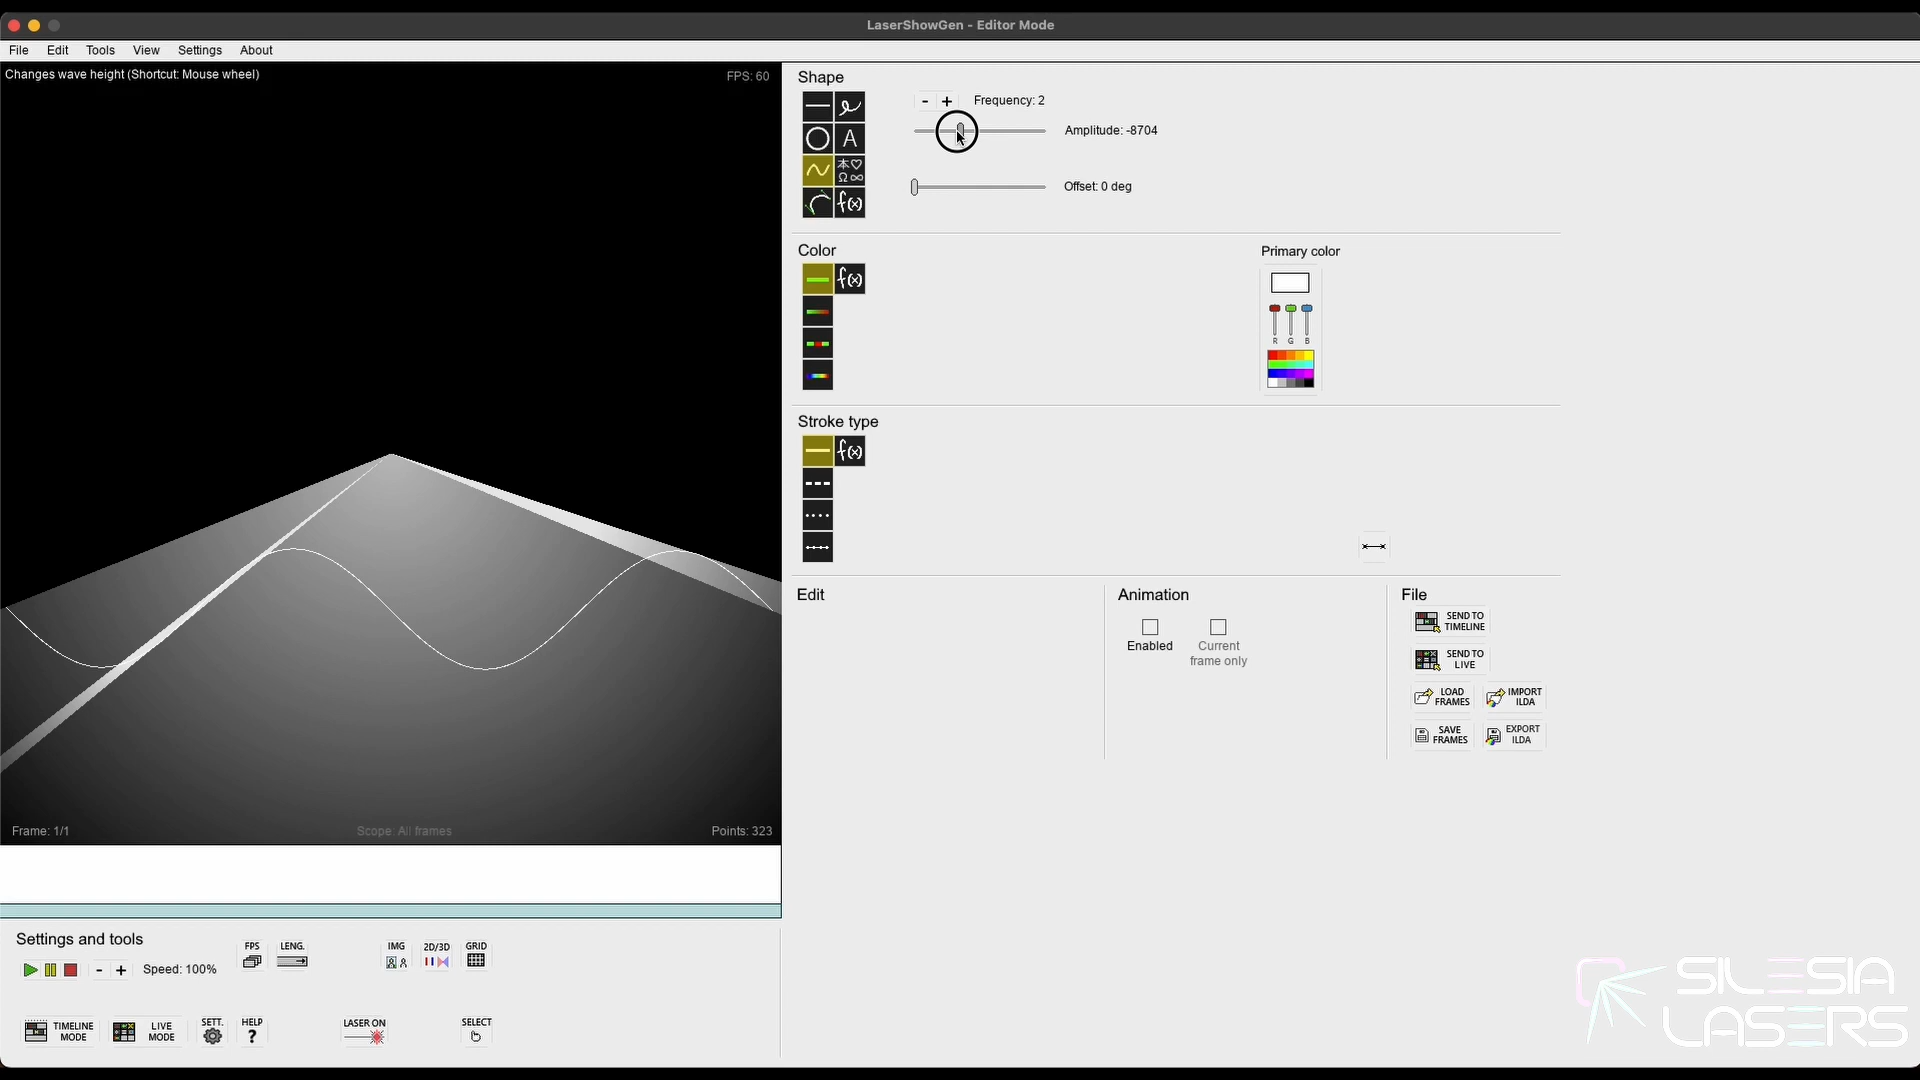 LaserShowGen - Editor Mode
File Edit Tools View Settings About
Changes wave height (Shortcut: Mouse wheel)
FPS: 60
Shape
- + Frequency: 2
Amplitude: -8704
Offset: 0 deg
A
本♡
Ω∞
f(x)
Color
f(x)
Primary color
R G B
Stroke type
f(x)
Frame: 1/1
Scope: All frames
Points: 323
Edit
Animation
Enabled
Current
frame only
File
SEND TO
TIMELINE
SEND TO
LIVE
LOAD
FRAMES
IMPORT
ILDA
SAVE
FRAMES
EXPORT
ILDA
Settings and tools
- + Speed: 100%
FPS
LENG.
IMG
2D/3D
GRID
TIMELINE
MODE
LIVE
MODE
SETT.
HELP
?
LASER ON
SELECT
SILESIA
LASERS